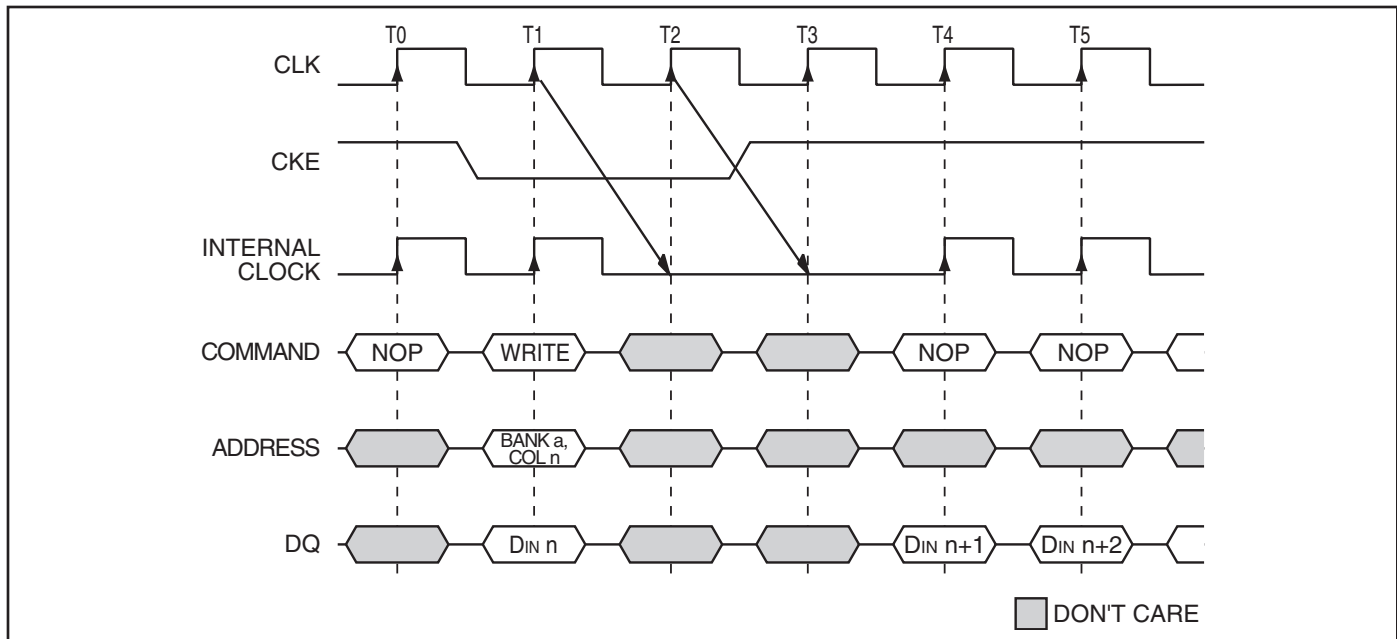 T0 T1 T2 T3 T4 T5
CLK
CKE
INTERNAL
CLOCK
COMMAND NOP WRITE NOP NOP
BANK a,
ADDRESS
COL n
DQ DIN n DIN n+1 DIN n+2
DON'T CARE